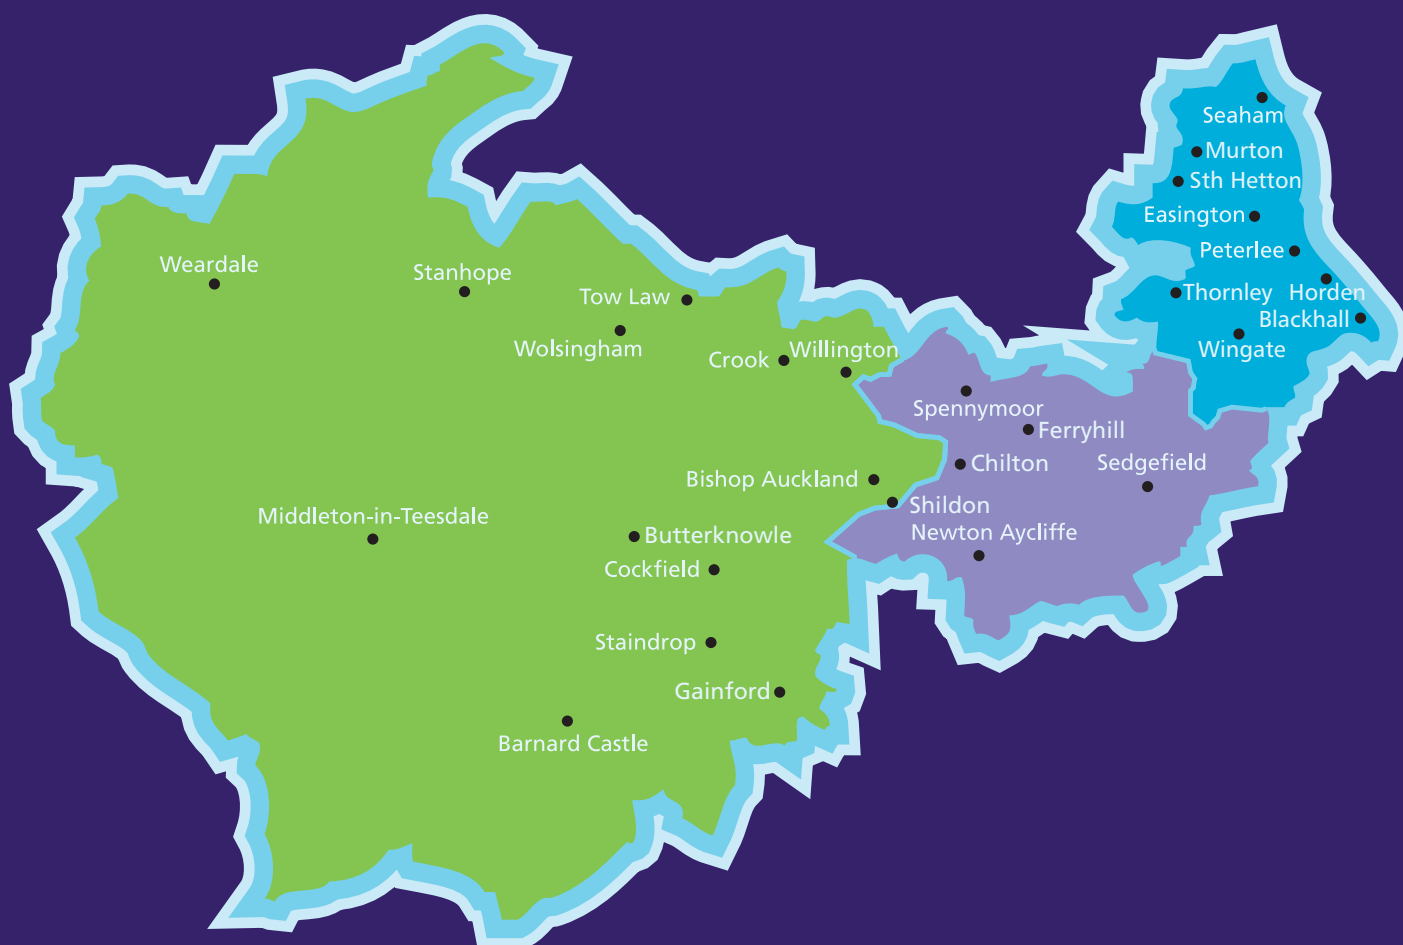 Seaham
Murton
Sth Hetton
Easington
Peterlee
Weardale
Stanhope
Tow Law
Thornley
Horden
Blackhall
Wolsingham
Crook
Willington
Wingate
Spennymoor
Ferryhill
Chilton
Sedgefield
Bishop Auckland
Shildon
Middleton-in-Teesdale
Butterknowle
Newton Aycliffe
Cockfield
Staindrop
Gainford
Barnard Castle